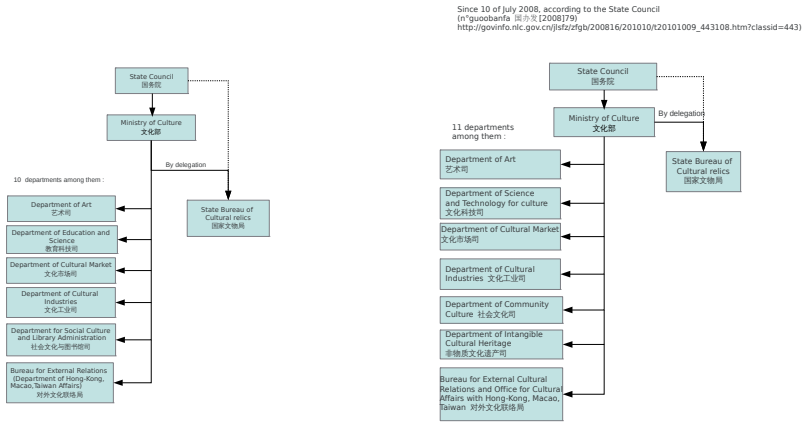 Since 10 of July 2008, according to the State Council
(n°guoobanfa 国办发 [2008]79)
http://govinfo.nlc.gov.cn/jlsfz/zfgb/200816/201010/t20101009_443108.htm?classid=443)
State Council
国务院
Ministry of Culture
文化部
By delegation
10 departments among them :
State Bureau of
Cultural relics
国家文物局
Department of Art
艺术司
Department of Education and
Science
教育科技司
Department of Cultural Market
文化市场司
Department of Cultural
Industries
文化工业司
Department for Social Culture
and Library Administration
社会文化与图书馆司
Bureau for External Relations
(Department of Hong-Kong,
Macao,Taiwan Affairs)
对外文化联络局
State Council
国务院
Ministry of Culture
文化部
By delegation
11 departments
among them :
State Bureau of
Cultural relics
国家文物局
Department of Art
艺术司
Department of Science
and Technology for culture
文化科技司
Department of Cultural Market
文化市场司
Department of Cultural
Industries 文化工业司
Department of Community
Culture 社会文化司
Department of Intangible
Cultural Heritage
非物质文化遗产司
Bureau for External Cultural
Relations and Office for Cultural
Affairs with Hong-Kong, Macao,
Taiwan 对外文化联络局